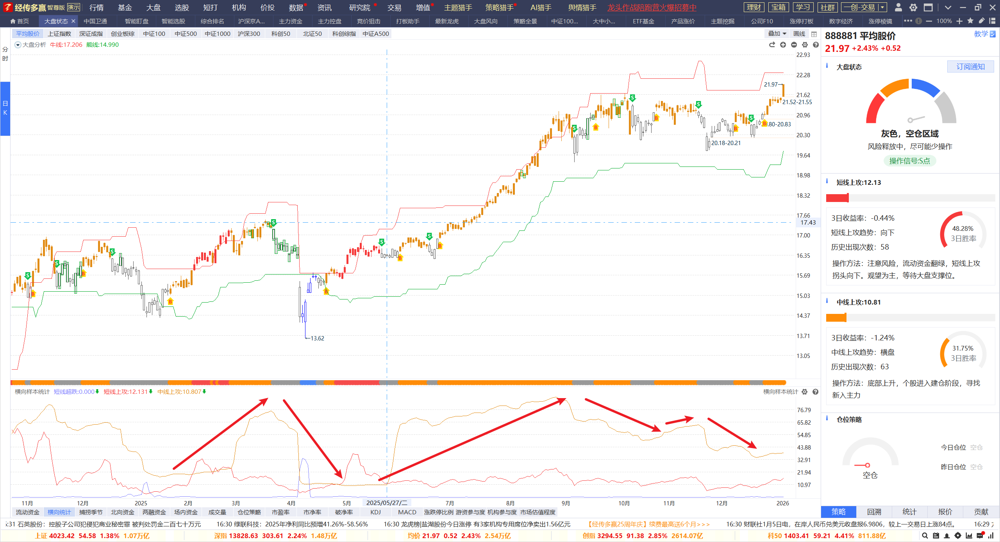 经传多赢 智尊版 演示 行情 基金 大盘 选股 短打 机构 价投 数据 资讯 研究院 交易 增值 主题猎手 策略猎手 AI猎手 舆情猎手 龙头作战陪跑营火爆招募中 理财 宝箱 学习 社群 一创-交易
首页 大盘状态 中国卫通 智能盯盘 智能选股 综合排名 沪深京A... 主力资金 主力控盘 竞价狙击 打板助手 最新龙虎 大盘风向 策略全景 中证100... 大中小... ETF基金 产品涨价 主题挖掘 公司F10 涨停打板 数字经济 涨停棱镜 100%
平均股价 上证指数 深证成指 创业板综 中证100 中证500 中证1000 沪深300 科创50 北证50 科创综指 中证A500 叠加 画线
大盘分析 牛线:17.206 熊线:14.990
分时
日K
22.93
22.28
21.97
21.62
21.52-21.55
20.96
20.80-20.83
20.30
20.18-20.21
19.64
18.98
18.32
17.66
17.43
17.00
16.35
15.69
15.03
14.37
13.71
13.62
13.05
横向样本统计 短线超跌:0.000 短线上攻:12.131 中线上攻:10.807 横向样本统计
76.79
65.82
54.85
43.88
32.91
21.94
10.97
11月 12月 2025 2月 3月 4月 5月 2025/05/27/二 7月 8月 9月 10月 11月 12月 2026
流动资金 横向统计 捕捞季节 北向资金 两融资金 场内资金 成交量 仓位策略 市盈率 市净率 破净率 KDJ MACD 涨跌停比例 游资参与度 机构参与度 市场估值程度
888881 平均股价 教学
21.97 +2.43% +0.52
大盘状态 订阅通知
灰色，空仓区域
风险释放中，尽可能少操作
操作信号:S点
短线上攻:12.13
3日收益率：-0.44%
短线上攻趋势：向下
历史出现次数：58
48.28%
3日胜率
操作方法：注意风险，流动资金翻绿，短线上攻
拐头向下。观望为主，等待大盘支撑位。
中线上攻:10.81
3日收益率：-1.24%
中线上攻趋势：横盘
历史出现次数：63
31.75%
3日胜率
操作方法：底部上升，个股进入建仓阶段，寻找
新入主力
仓位策略
空仓
今日仓位 空仓
昨日仓位 空仓
策略 回溯 统计 报价 贡献
5:31 石英股份：控股子公司犯侵犯商业秘密罪 被判处罚金二百七十万元 16:30 绿联科技：2025年净利同比预增41.26%-58.56% 16:30 龙虎榜|盐湖股份今日涨停 有3家机构专用席位净卖出1.56亿元 【经传多赢25周年庆】续费最高送6个月>>> 16:30 财联社1月5日电，在岸人民币兑美元收盘报6.9806，较上一交易日上涨84点。 16:29
上证 4023.42 54.58 1.38% 1.07万亿 深指 13828.63 303.61 2.24% 1.48万亿 均价 21.97 0.52 2.43% 2.54万亿 创指 3294.55 91.38 2.85% 2614.07亿 科50 1403.41 59.21 4.41% 811.88亿